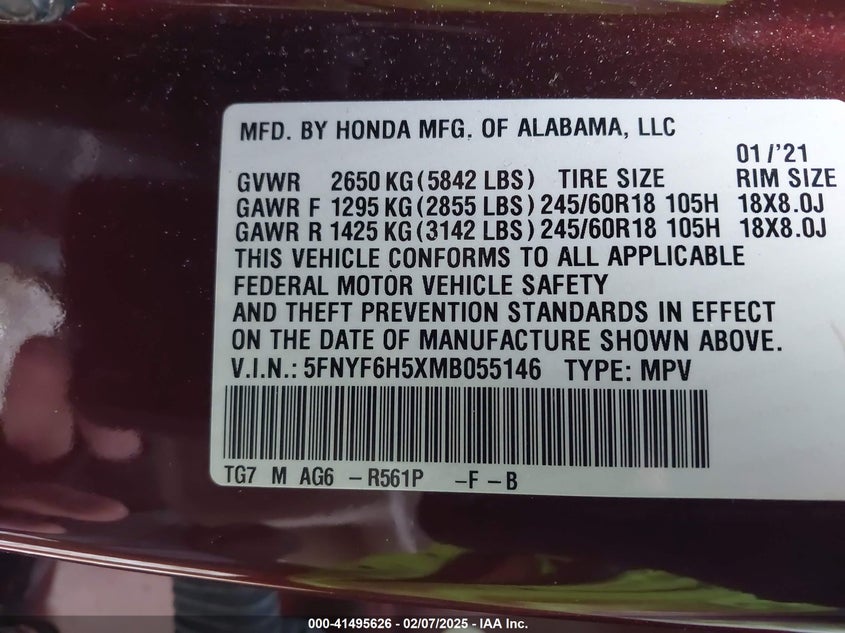 MFD. BY HONDA MFG. OF ALABAMA, LLC
01/'21
GVWR 2650 KG (5842 LBS) TIRE SIZE RIM SIZE
GAWR F 1295 KG (2855 LBS) 245/60R18 105H 18X8.0J
GAWR R 1425 KG (3142 LBS) 245/60R18 105H 18X8.0J
THIS VEHICLE CONFORMS TO ALL APPLICABLE
FEDERAL MOTOR VEHICLE SAFETY
AND THEFT PREVENTION STANDARDS IN EFFECT
ON THE DATE OF MANUFACTURE SHOWN ABOVE.
V.I.N.: 5FNYF6H5XMB055146 TYPE: MPV
TG7 M AG6 -R561P -F-B
000-41495626 - 02/07/2025 - IAA Inc.